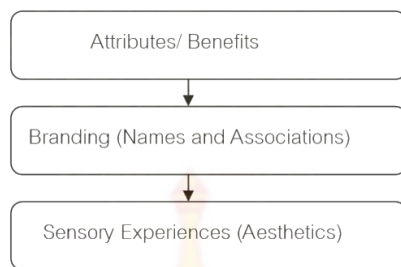 Attributes/ Benefits
Branding (Names and Associations)
Sensory Experiences (Aesthetics)